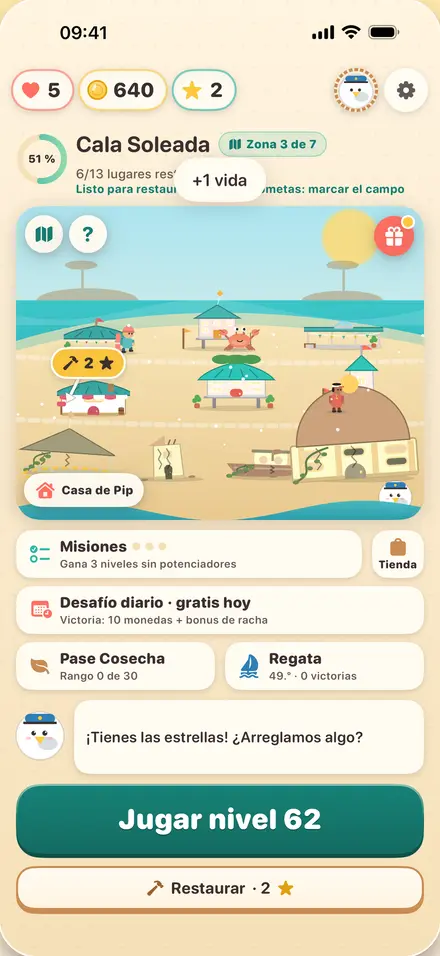 09:41
5
640
2
51 %
Cala Soleada
Zona 3 de 7
6/13 lugares
+1 vida
Listo para marcar el campo
?
2
Casa de Pip
Misiones
Gana 3 niveles sin potenciadores
Tienda
Desafío diario · gratis hoy
Victoria: 10 monedas + bonus de racha
Pase Cosecha
Rango 0 de 30
Regata
49.° · 0 victorias
¡Tienes las estrellas! ¿Arreglamos algo?
Jugar nivel 62
Restaurar · 2